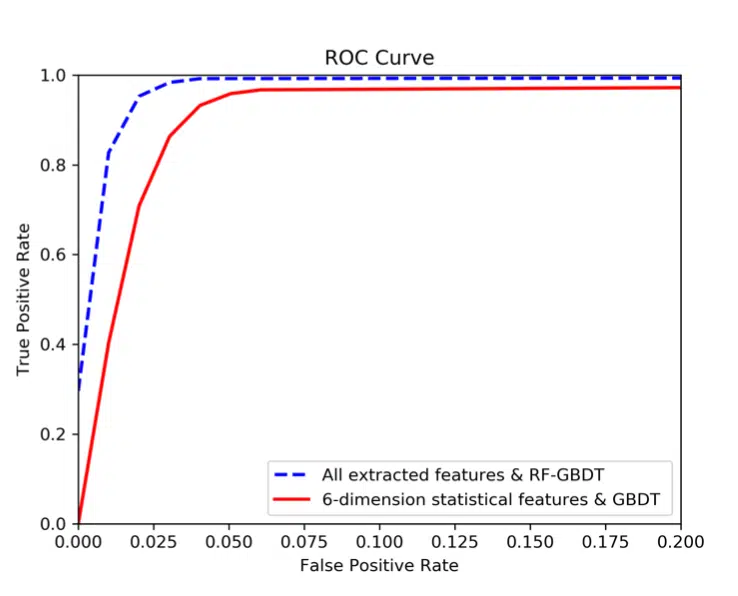 ROC Curve
1.0
0.8
0.6
0.4
0.2
0.0
True Positive Rate
All extracted features & RF-GBDT
6-dimension statistical features & GBDT
0.000 0.025 0.050 0.075 0.100 0.125 0.150 0.175 0.200
False Positive Rate